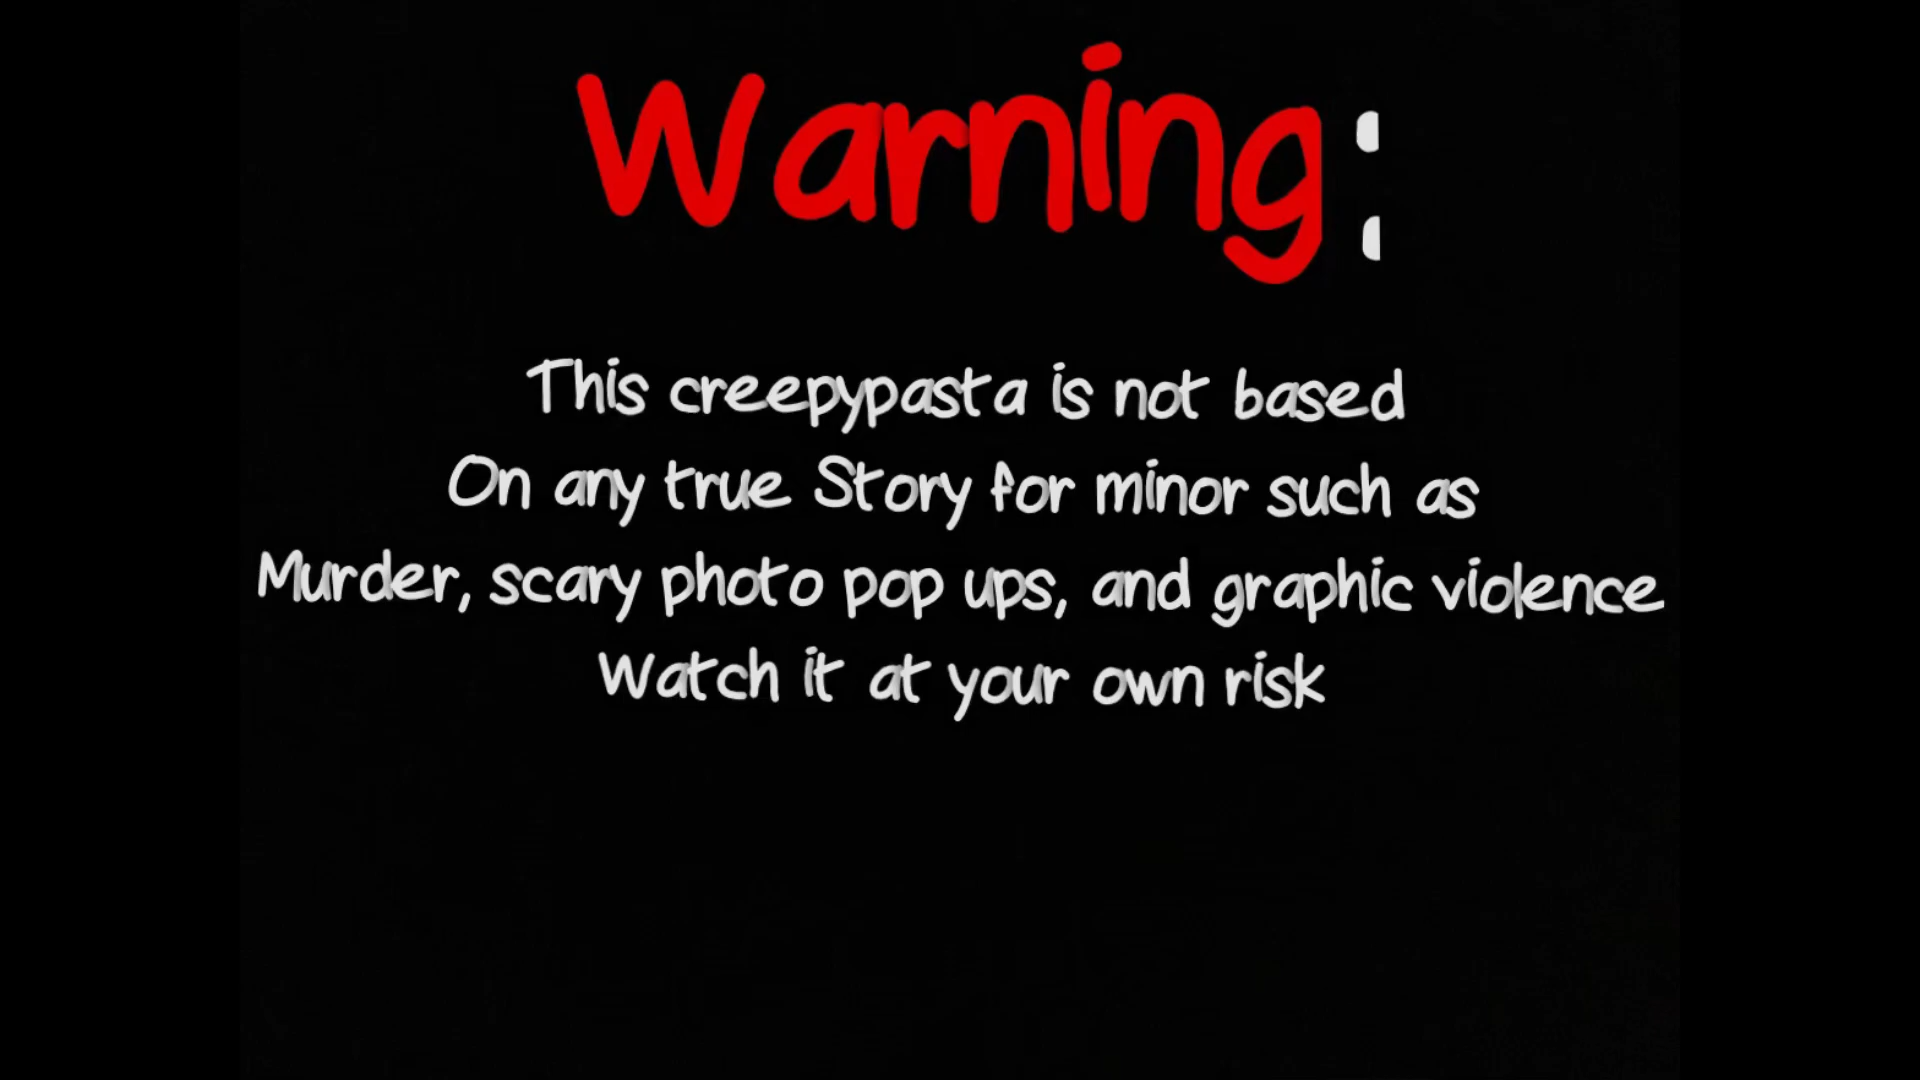 Warning:
This creepypasta is not based
On any true Story for minor such as
Murder, scary photo pop ups, and graphic violence
Watch it at your own risk